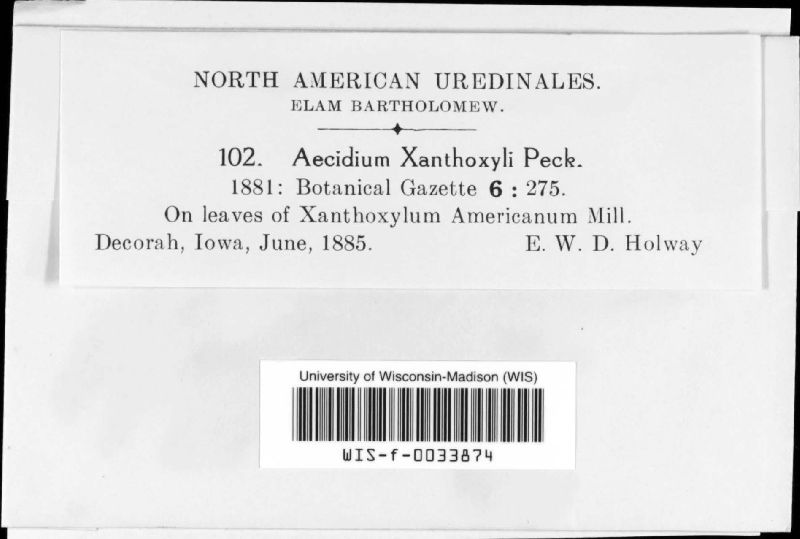 NORTH AMERICAN UREDINALES.
ELAM BARTHOLOMEW.
102. Aecidium Xanthoxyli Peck.
1881: Botanical Gazette 6 : 275.
On leaves of Xanthoxylum Americanum Mill.
Decorah, Iowa, June, 1885. E. W. D. Holway
University of Wisconsin-Madison (WIS)
WIS-f-0033874